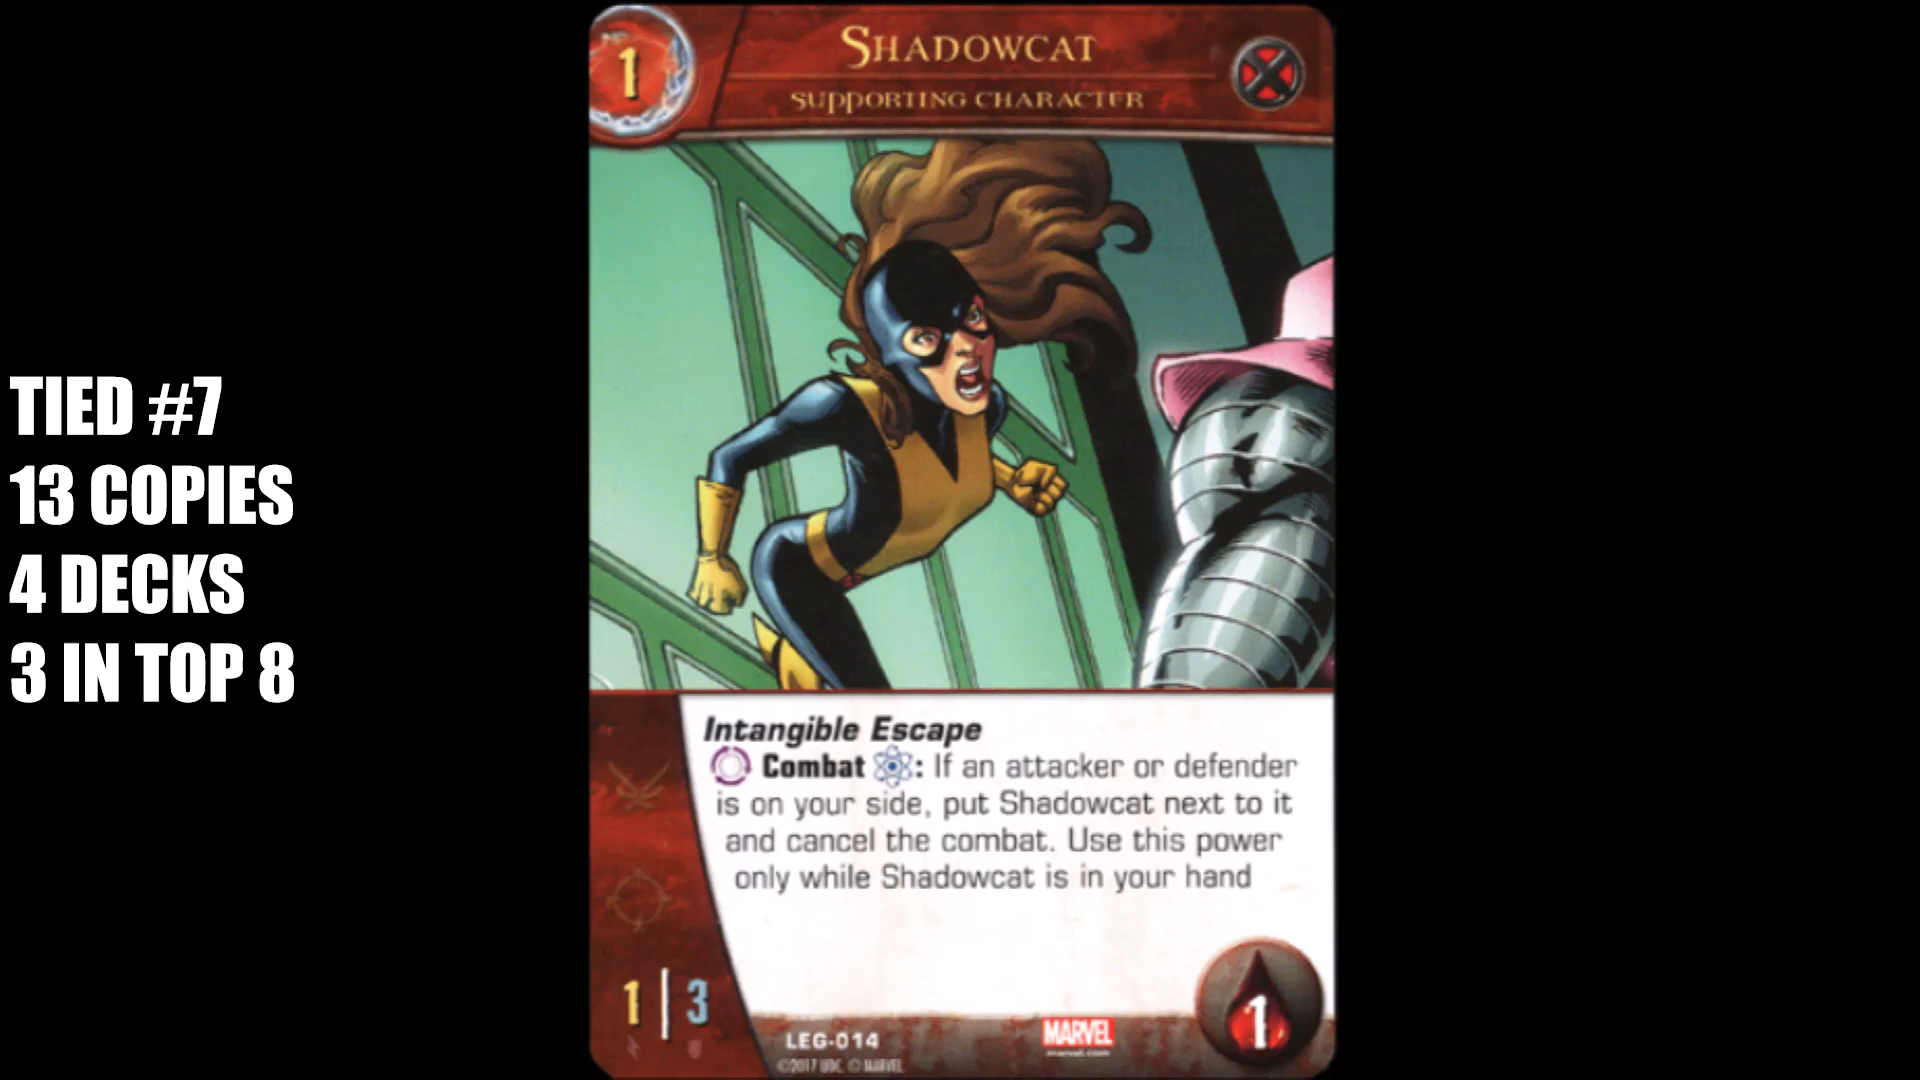 TIED #7
13 COPIES
4 DECKS
3 IN TOP 8
1
SHADOWCAT
SUPPORTING CHARACTER
Intangible Escape
Combat : If an attacker or defender
is on your side, put Shadowcat next to it
and cancel the combat. Use this power
only while Shadowcat is in your hand
1 | 3
LEG-014
©2017 UDC. © MARVEL
MARVEL
marvel.com
1